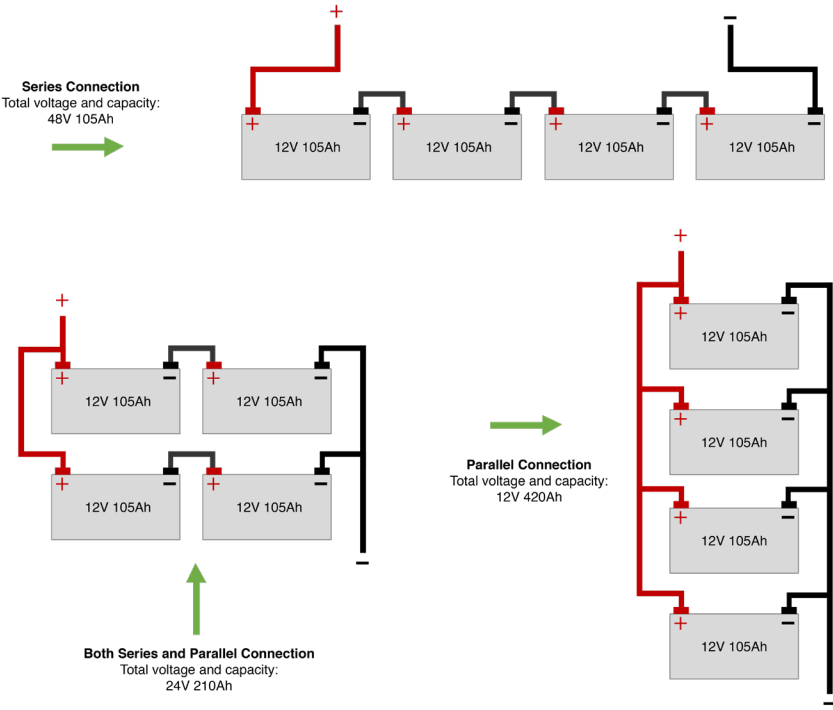 +
−
Series Connection
Total voltage and capacity:
48V 105Ah
+ − + − + − + −
12V 105Ah 12V 105Ah 12V 105Ah 12V 105Ah
+
+ − + −
12V 105Ah 12V 105Ah
+ − + −
12V 105Ah 12V 105Ah
−
Both Series and Parallel Connection
Total voltage and capacity:
24V 210Ah
+
+ −
12V 105Ah
+ −
12V 105Ah
+ −
12V 105Ah
+ −
12V 105Ah
−
Parallel Connection
Total voltage and capacity:
12V 420Ah